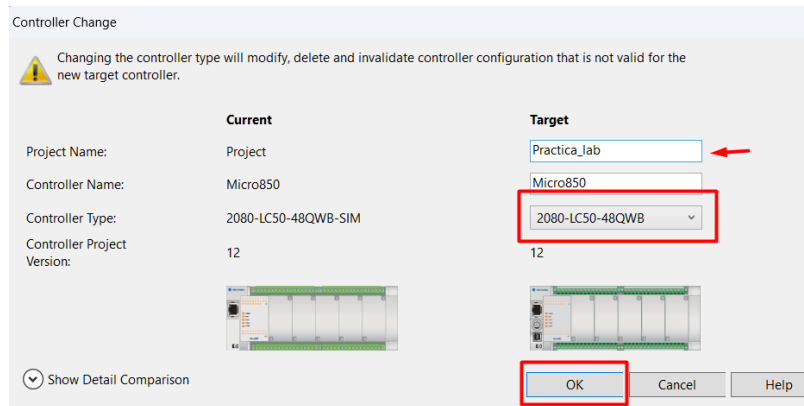 Controller Change
Changing the controller type will modify, delete and invalidate controller configuration that is not valid for the
new target controller.
Current Target
Project Name: Project Practica_lab
Controller Name: Micro850 Micro850
Controller Type: 2080-LC50-48QWB-SIM 2080-LC50-48QWB
Controller Project
Version: 12 12
Show Detail Comparison OK Cancel Help